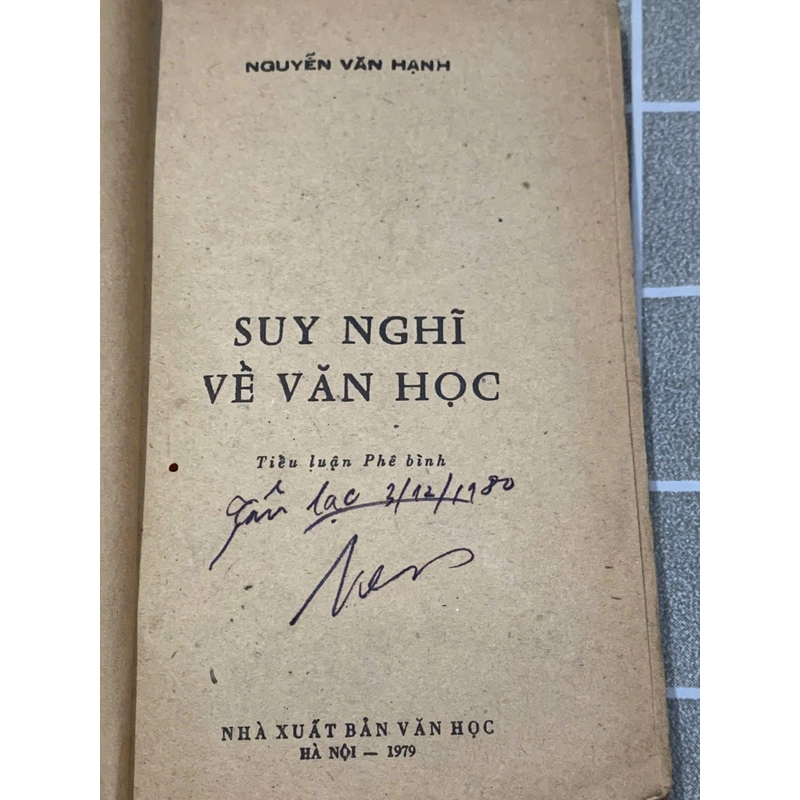 NGUYỄN VĂN HẠNH
SUY NGHĨ
VỀ VĂN HỌC
Tiểu luận Phê bình
Tân lạc 3/12/1980
NHÀ XUẤT BẢN VĂN HỌC
HÀ NỘI — 1979